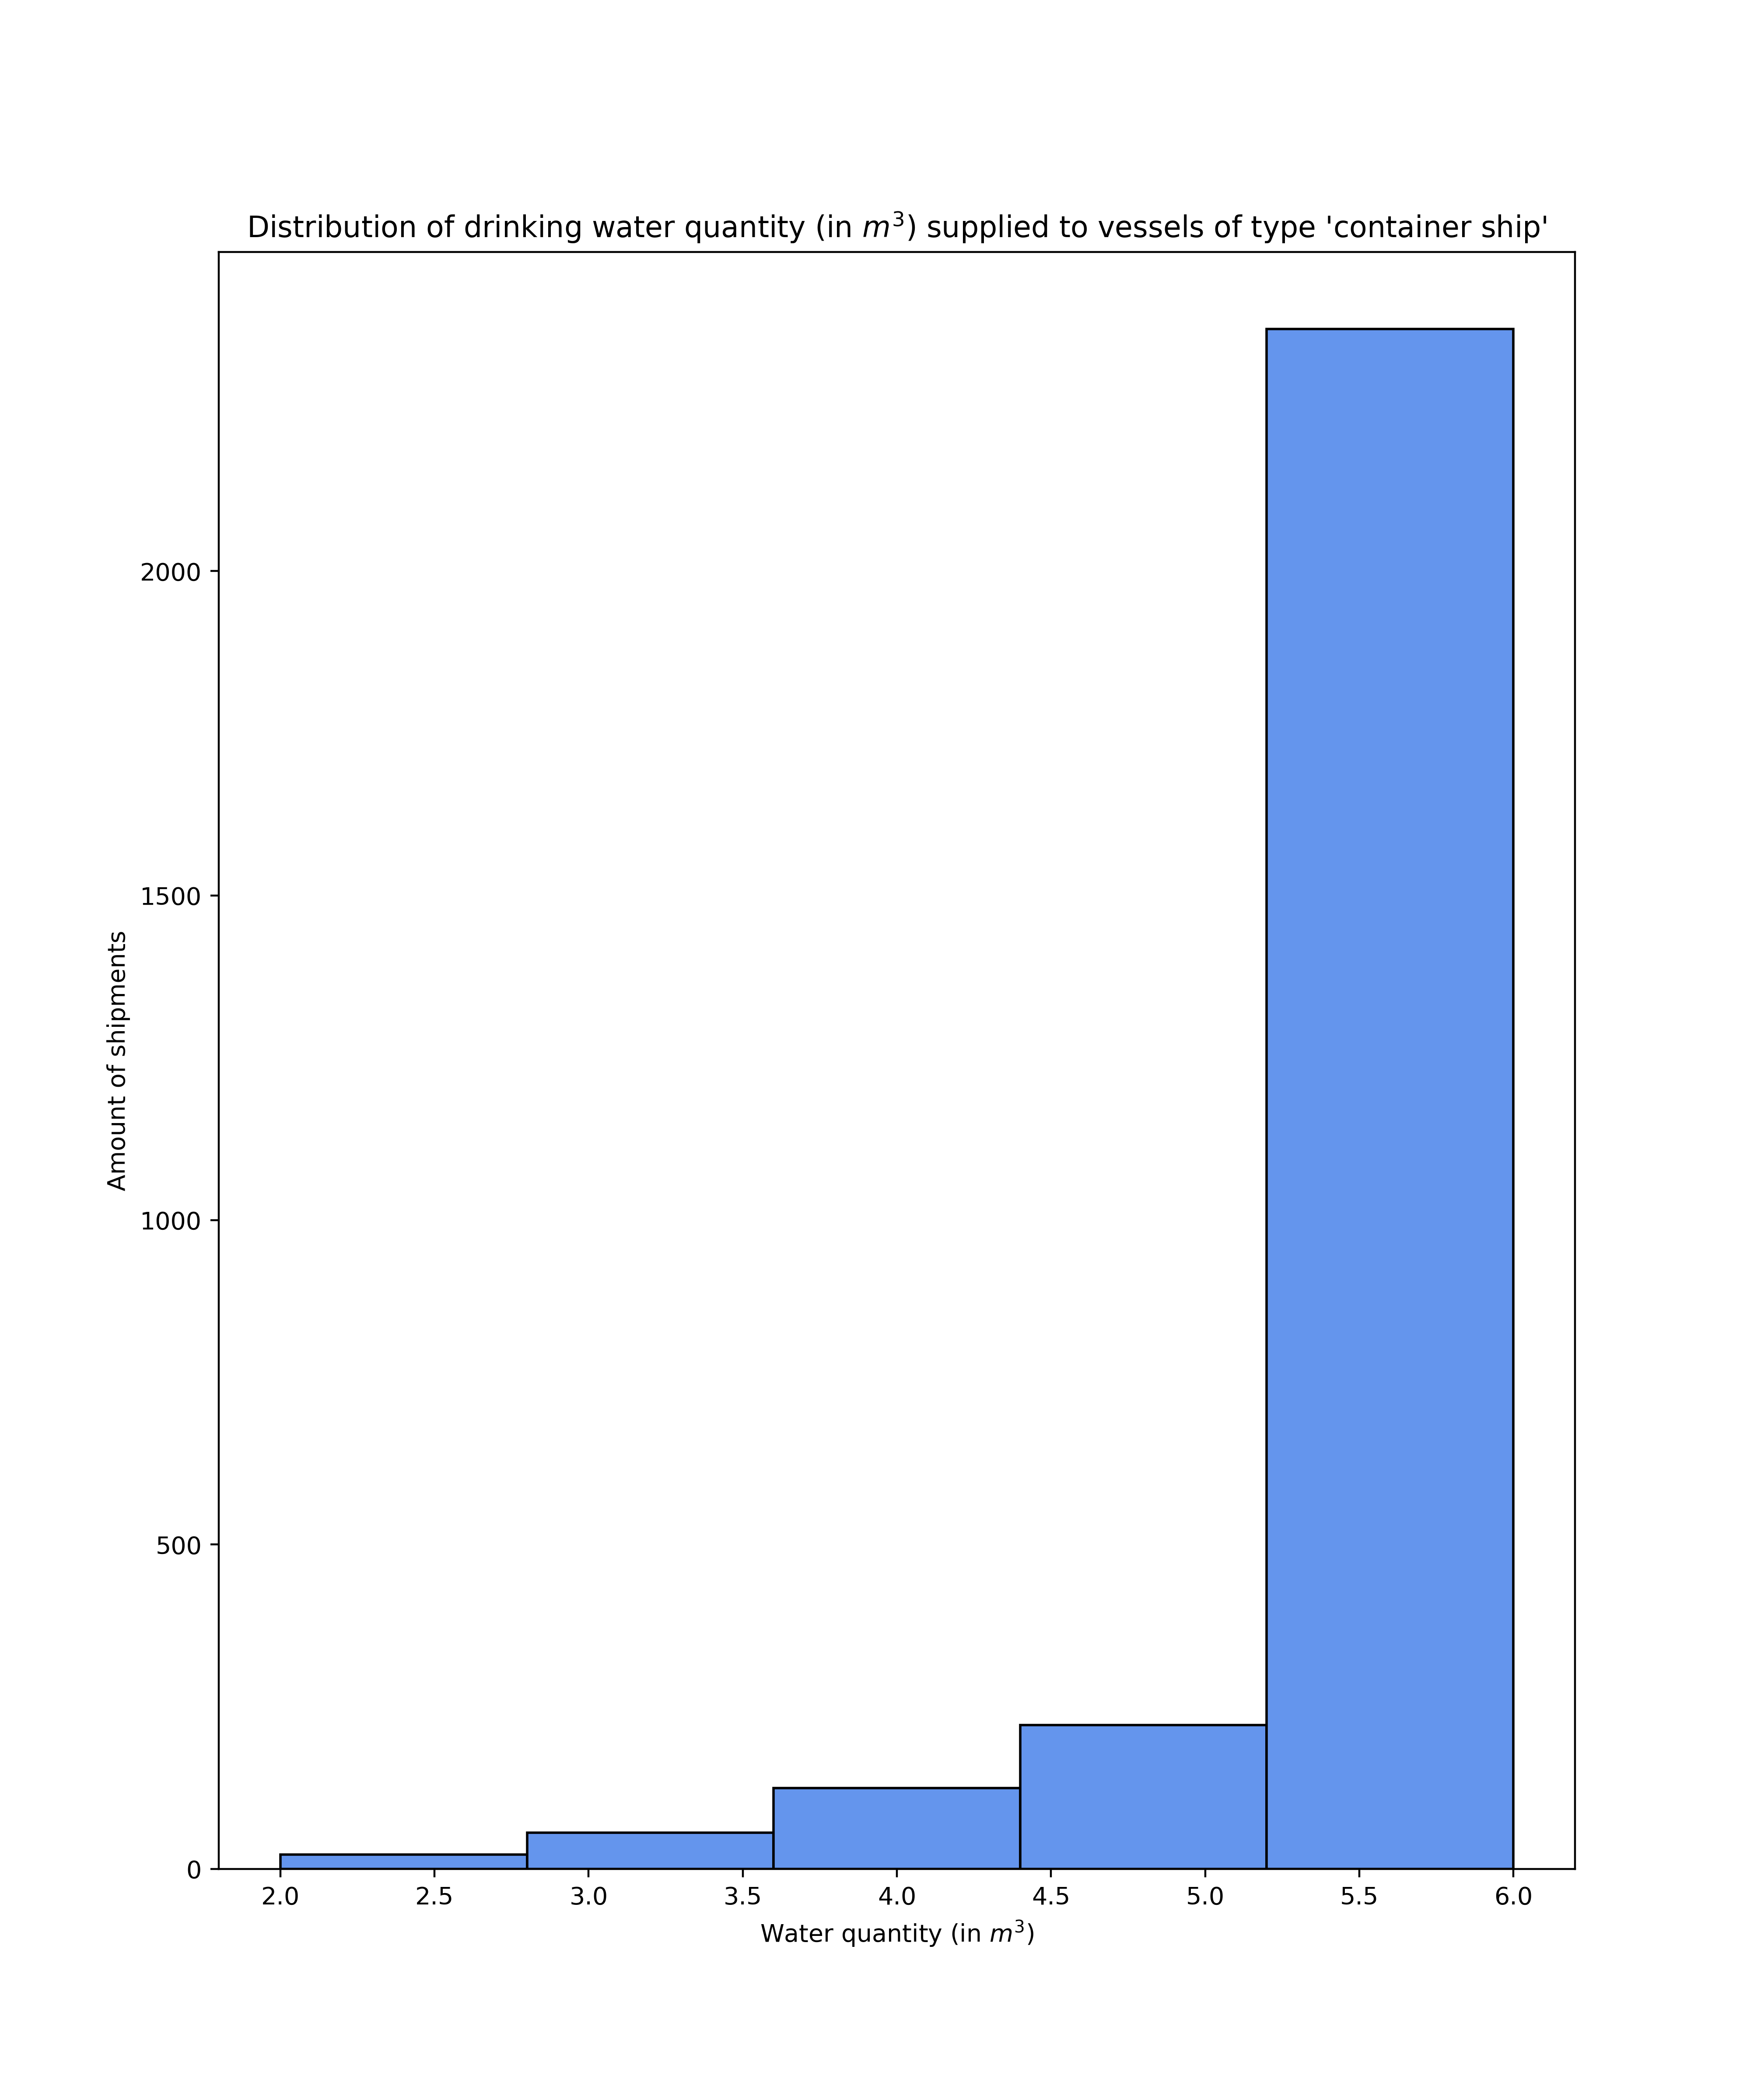 Distribution of drinking water quantity (in m³) supplied to vessels of type 'container ship'
2000
1500
1000
500
0
Amount of shipments
2.0 2.5 3.0 3.5 4.0 4.5 5.0 5.5 6.0
Water quantity (in m³)